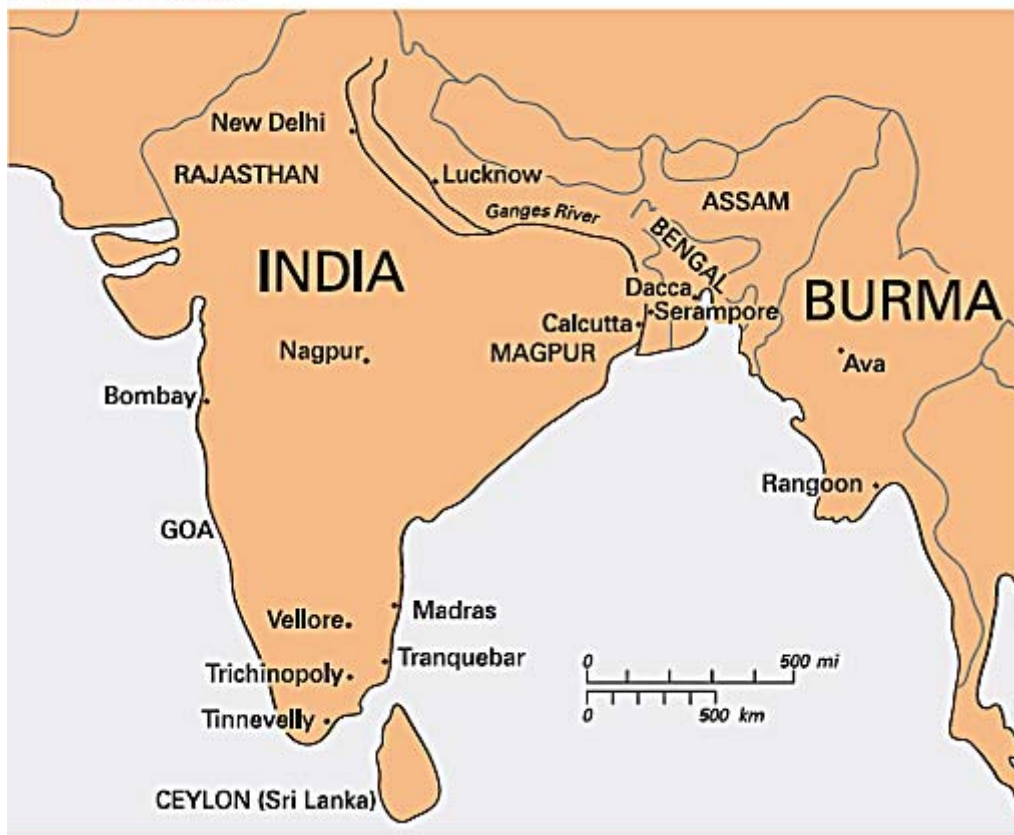 New Delhi
RAJASTHAN
Lucknow
Ganges River
ASSAM
BENGAL
INDIA
Dacca
Serampore
BURMA
Calcutta
MAGPUR
Nagpur
Ava
Bombay
Rangoon
GOA
Vellore
Madras
Trichinopoly
Tranquebar
Tinnevelly
0 500 mi
0 500 km
CEYLON (Sri Lanka)